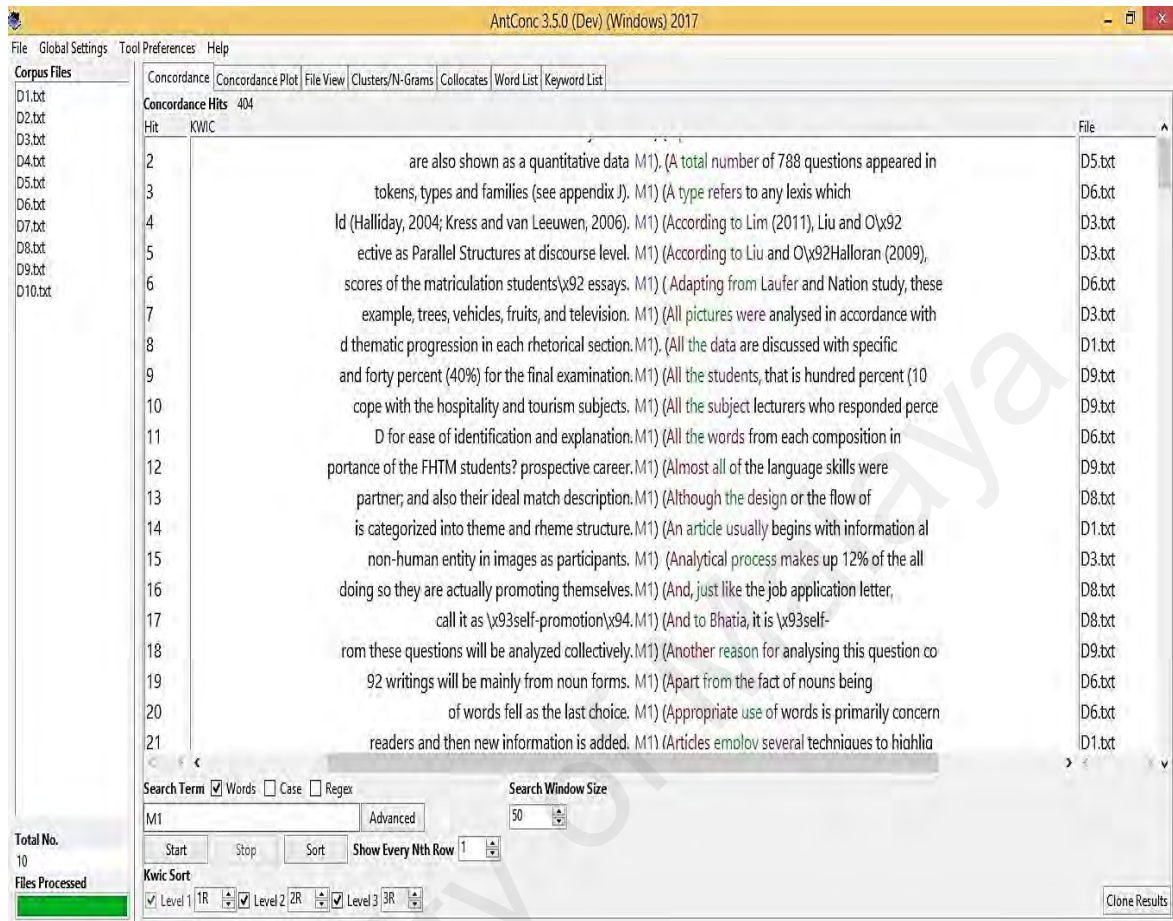 AntConc 3.5.0 (Dev) (Windows) 2017
File Global Settings Tool Preferences Help
Corpus Files
D1.txt
D2.txt
D3.txt
D4.txt
D5.txt
D6.txt
D7.txt
D8.txt
D9.txt
D10.txt
Total No.
10
Files Processed
Concordance Concordance Plot File View Clusters/N-Grams Collocates Word List Keyword List
Concordance Hits 404
Hit KWIC File
2 are also shown as a quantitative data M1). (A total number of 788 questions appeared in D5.txt
3 tokens, types and families (see appendix J). M1) (A type refers to any lexis which D6.txt
4 ld (Halliday, 2004; Kress and van Leeuwen, 2006). M1) (According to Lim (2011), Liu and O\x92 D3.txt
5 ective as Parallel Structures at discourse level. M1) (According to Liu and O\x92Halloran (2009), D3.txt
6 scores of the matriculation students\x92 essays. M1) ( Adapting from Laufer and Nation study, these D6.txt
7 example, trees, vehicles, fruits, and television. M1) (All pictures were analysed in accordance with D3.txt
8 d thematic progression in each rhetorical section. M1). (All the data are discussed with specific D1.txt
9 and forty percent (40%) for the final examination. M1) (All the students, that is hundred percent (10 D9.txt
10 cope with the hospitality and tourism subjects. M1) (All the subject lecturers who responded perce D9.txt
11 D for ease of identification and explanation. M1) (All the words from each composition in D6.txt
12 portance of the FHTM students? prospective career. M1) (Almost all of the language skills were D9.txt
13 partner; and also their ideal match description. M1) (Although the design or the flow of D8.txt
14 is categorized into theme and rheme structure. M1) (An article usually begins with information al D1.txt
15 non-human entity in images as participants. M1) (Analytical process makes up 12% of the all D3.txt
16 doing so they are actually promoting themselves. M1) (And, just like the job application letter, D8.txt
17 call it as \x93self-promotion\x94. M1) (And to Bhatia, it is \x93self- D8.txt
18 rom these questions will be analyzed collectively. M1) (Another reason for analysing this question co D9.txt
19 92 writings will be mainly from noun forms. M1) (Apart from the fact of nouns being D6.txt
20 of words fell as the last choice. M1) (Appropriate use of words is primarily concern D6.txt
21 readers and then new information is added. M1) (Articles employ several techniques to highlig D1.txt
Search Term Words Case Regex Search Window Size
M1 Advanced 50
Start Stop Sort Show Every Nth Row 1
Kwic Sort
Level 1 1R Level 2 2R Level 3 3R Clone Results